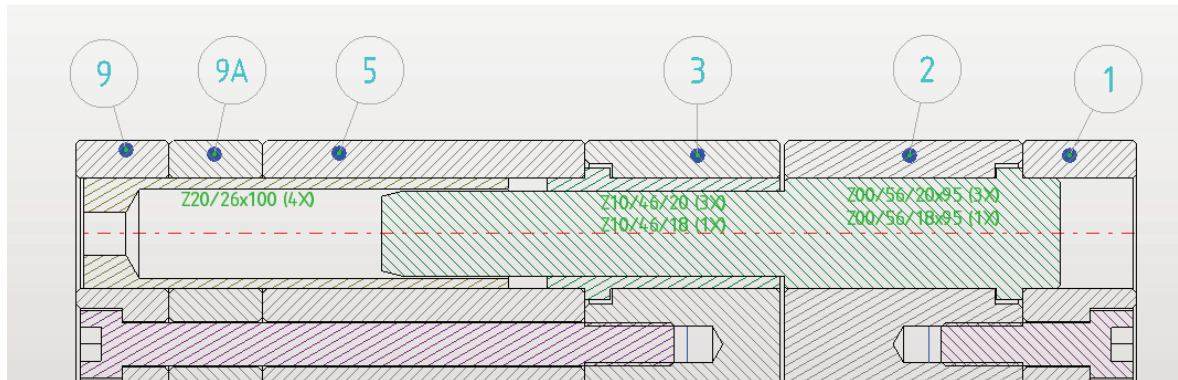 9
9A
5
3
2
1
Z20/26x100 (4X)
Z10/46/20 (3X)
Z10/46/18 (1X)
Z00/56/20x95 (3X)
Z00/56/18x95 (1X)